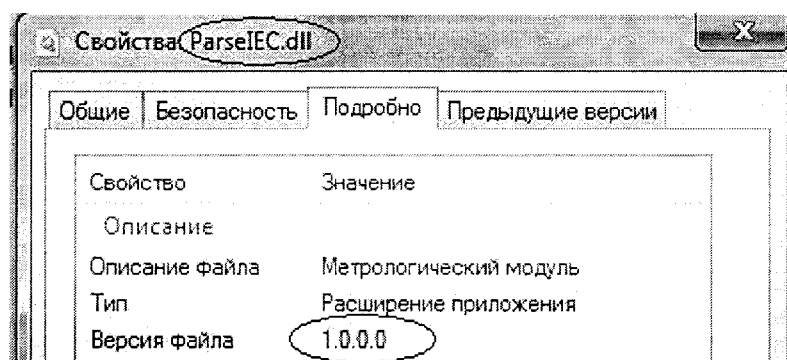 Свойства: ParseIEC.dll
Общие Безопасность Подробно Предыдущие версии
Свойство Значение
Описание
Описание файла Метрологический модуль
Тип Расширение приложения
Версия файла 1.0.0.0